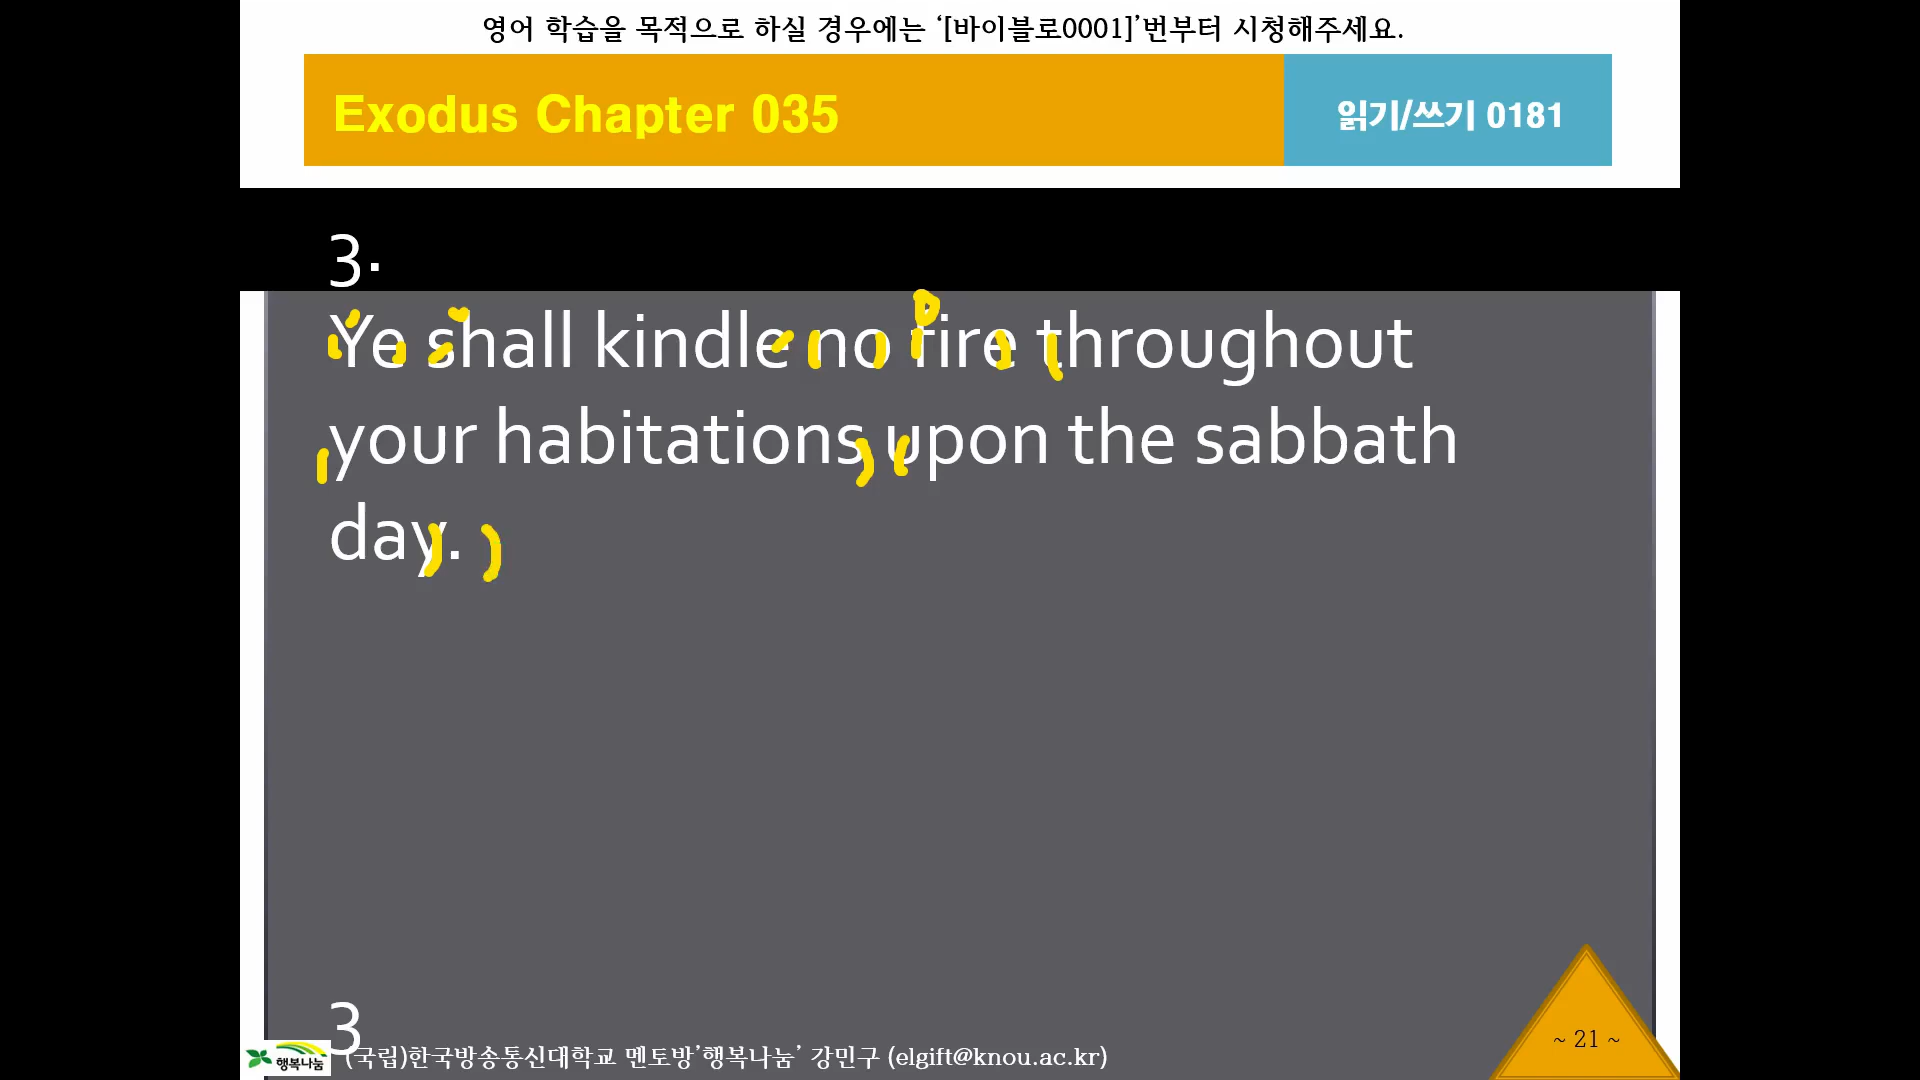 영어 학습을 목적으로 하실 경우에는 ‘[바이블로0001]’번부터 시청해주세요.
Exodus Chapter 035
읽기/쓰기 0181
3.
Ye shall kindle no fire throughout
your habitations upon the sabbath
day.
3
행복나눔 (국립)한국방송통신대학교 멘토방’행복나눔’ 강민구 (elgift@knou.ac.kr)
~ 21 ~